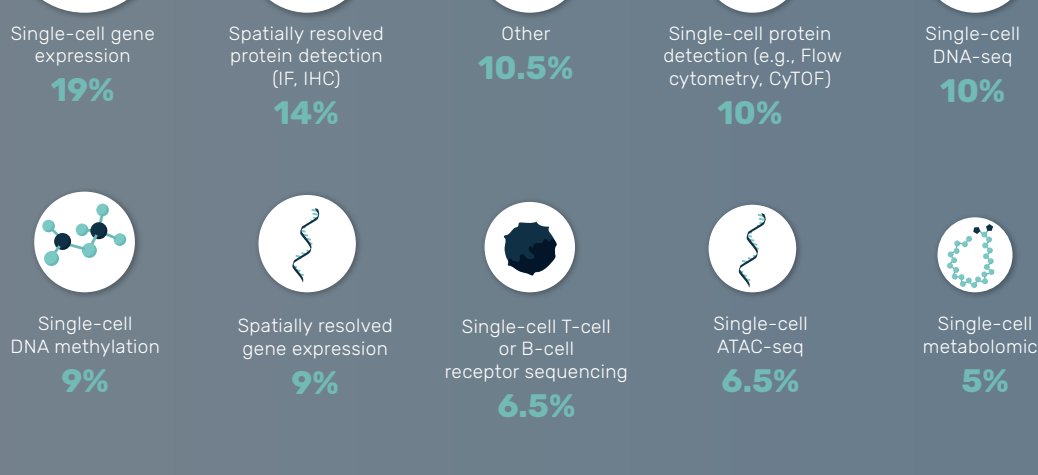 Single-cell gene
expression
19%
Spatially resolved
protein detection
(IF, IHC)
14%
Other
10.5%
Single-cell protein
detection (e.g., Flow
cytometry, CyTOF)
10%
Single-cell
DNA-seq
10%
Single-cell
DNA methylation
9%
Spatially resolved
gene expression
9%
Single-cell T-cell
or B-cell
receptor sequencing
6.5%
Single-cell
ATAC-seq
6.5%
Single-cell
metabolomic
5%